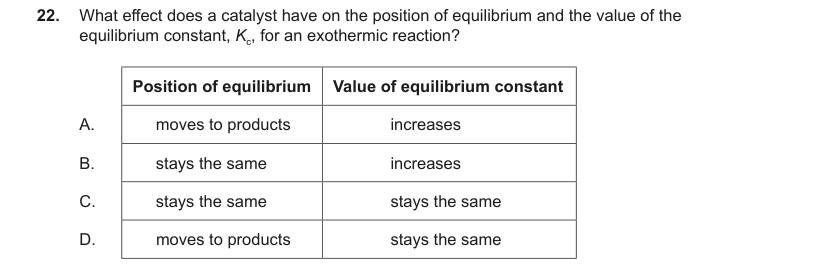 22. What effect does a catalyst have on the position of equilibrium and the value of the
equilibrium constant, Kc, for an exothermic reaction?
Position of equilibrium Value of equilibrium constant
A. moves to products increases
B. stays the same increases
C. stays the same stays the same
D. moves to products stays the same